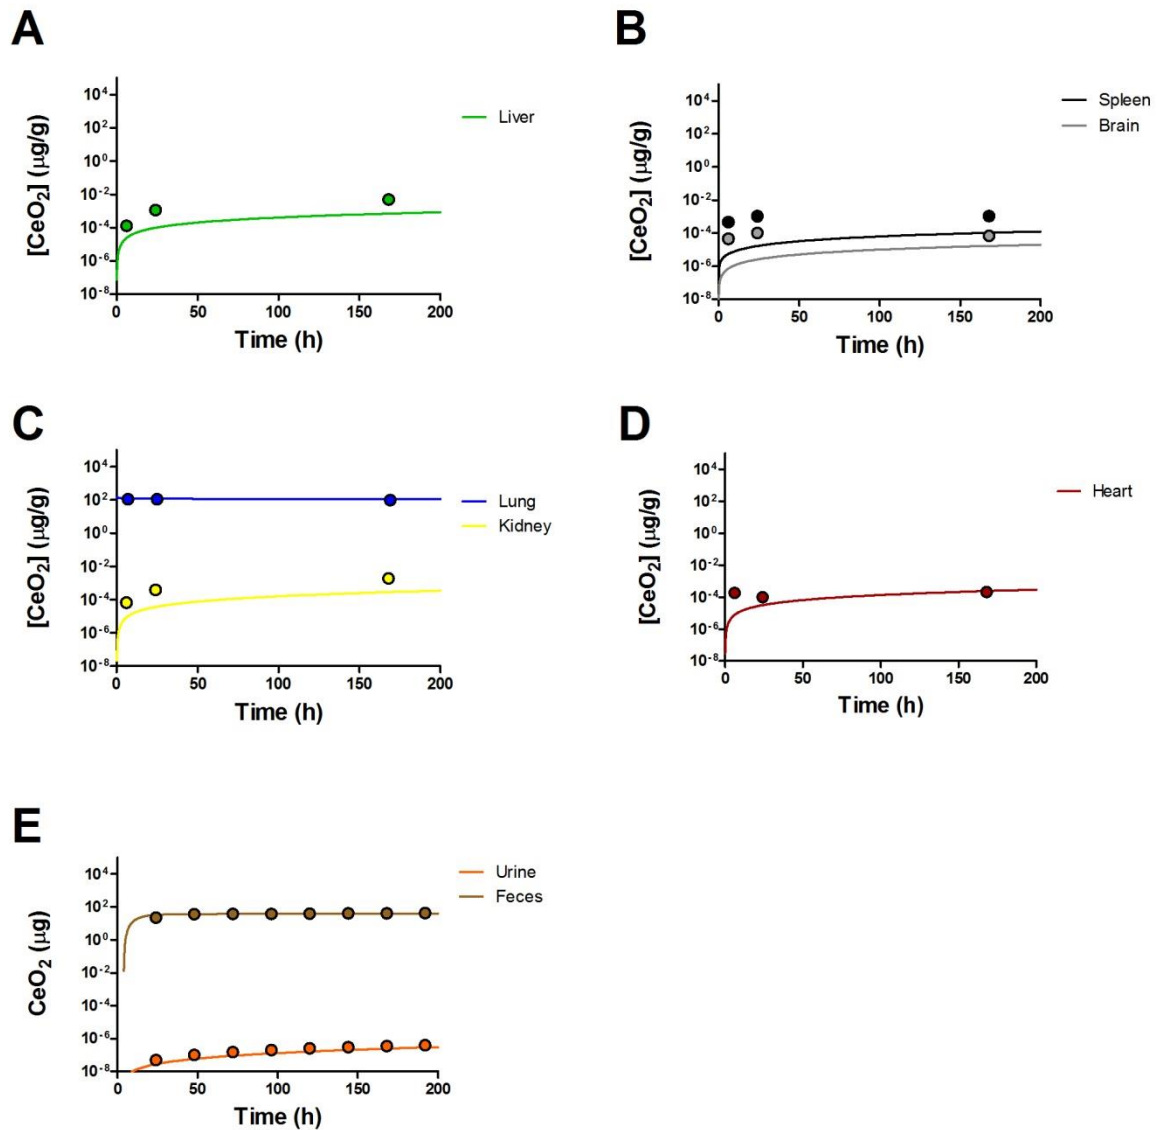 A
[CeO₂] (µg/g)
10⁴
10²
10⁰
10⁻²
10⁻⁴
10⁻⁶
10⁻⁸
0 50 100 150 200
Time (h)
Liver
B
[CeO₂] (µg/g)
10⁴
10²
10⁰
10⁻²
10⁻⁴
10⁻⁶
10⁻⁸
0 50 100 150 200
Time (h)
Spleen
Brain
C
[CeO₂] (µg/g)
10⁴
10²
10⁰
10⁻²
10⁻⁴
10⁻⁶
10⁻⁸
0 50 100 150 200
Time (h)
Lung
Kidney
D
[CeO₂] (µg/g)
10⁴
10²
10⁰
10⁻²
10⁻⁴
10⁻⁶
10⁻⁸
0 50 100 150 200
Time (h)
Heart
E
CeO₂ (µg)
10⁴
10²
10⁰
10⁻²
10⁻⁴
10⁻⁶
10⁻⁸
0 50 100 150 200
Time (h)
Urine
Feces